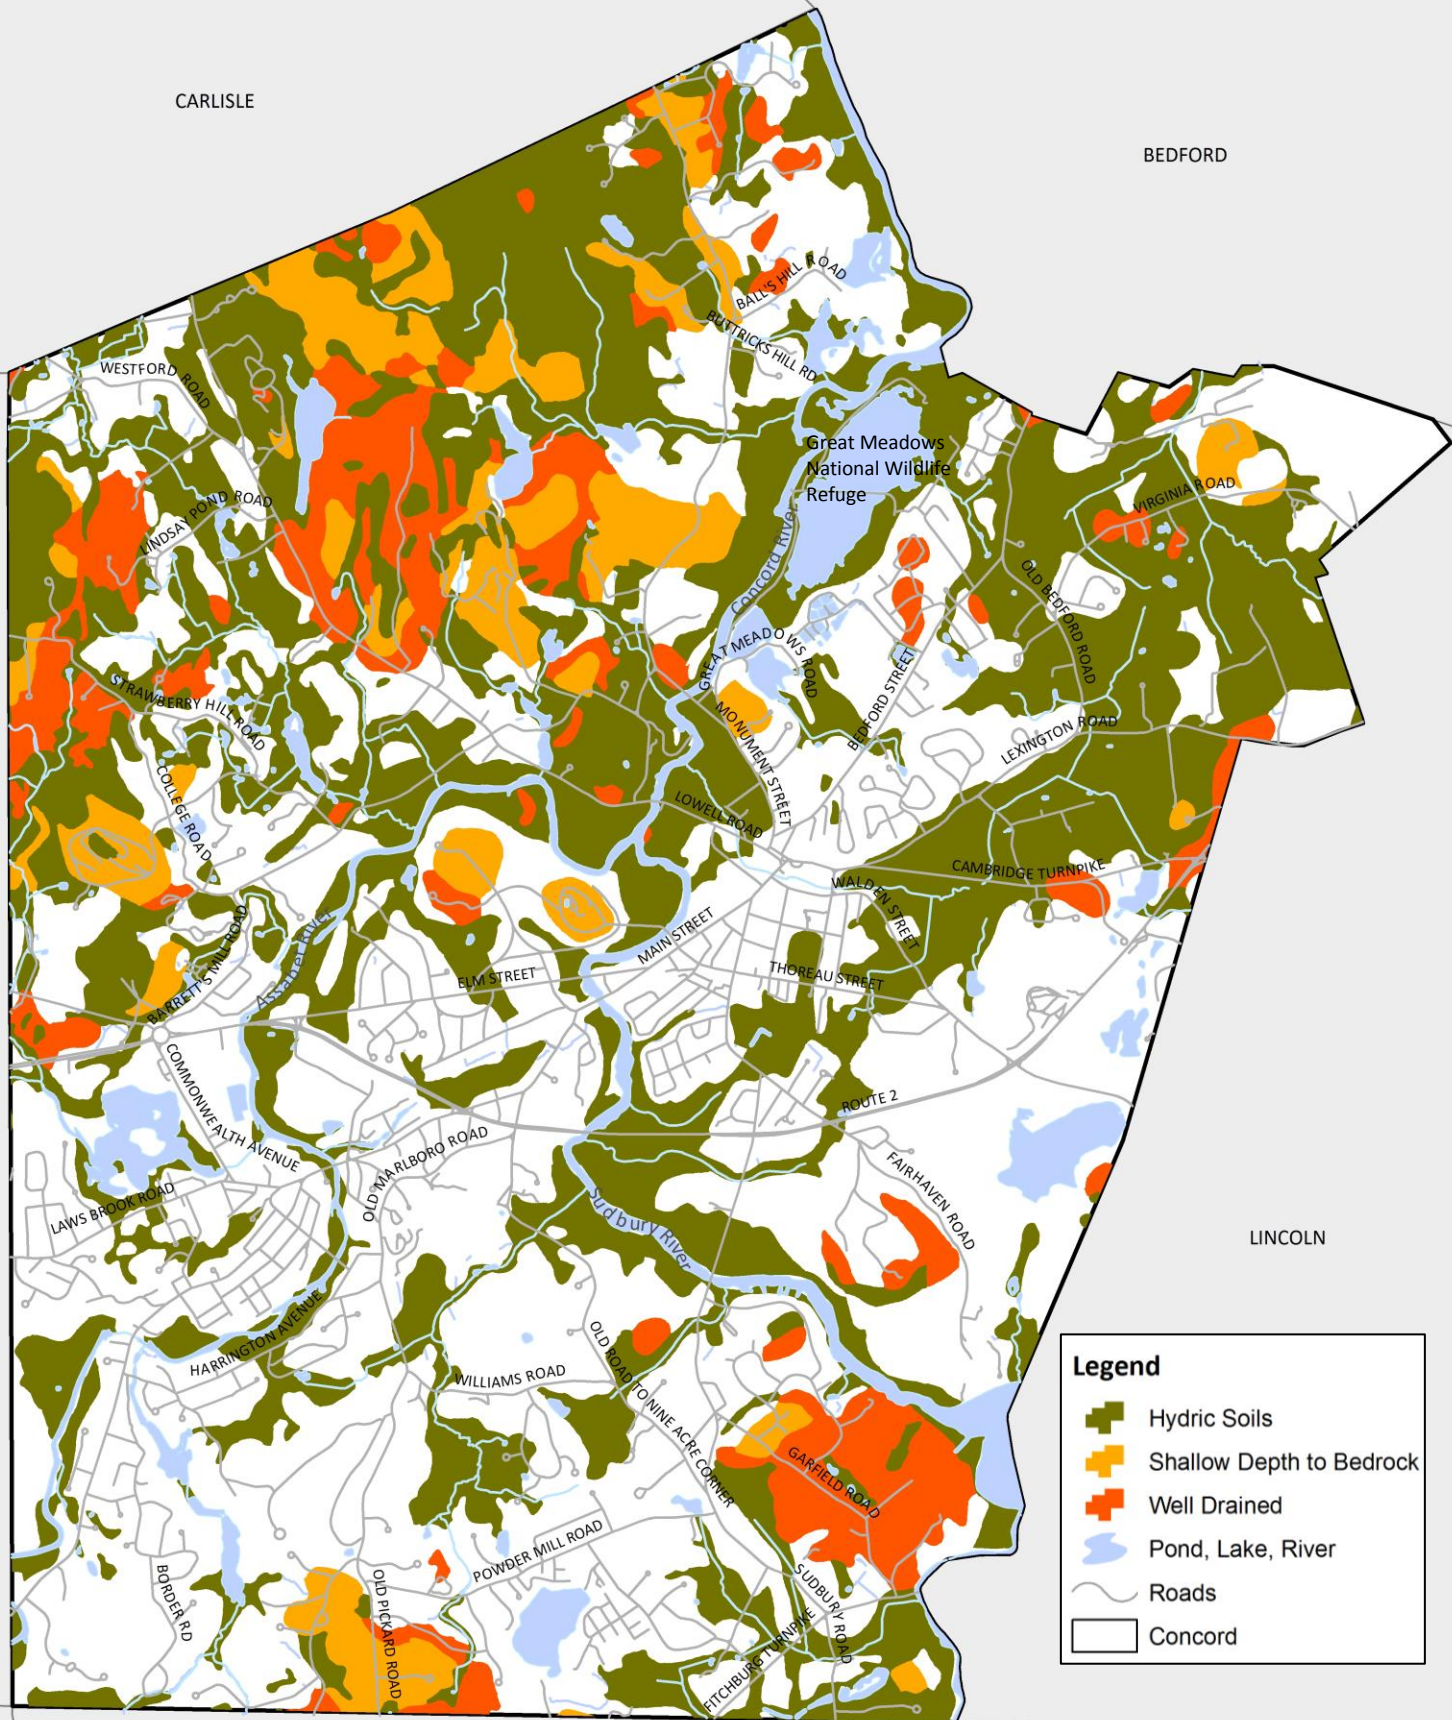 CARLISLE
BEDFORD
BALL'S HILL ROAD
BUTTRICKS HILL RD
WESTFORD ROAD
Great Meadows
National Wildlife
Refuge
LINDSAY POND ROAD
VIRGINIA ROAD
Concord River
OLD BEDFORD ROAD
GREAT MEADOWS ROAD
BEDFORD STREET
STRAWBERRY HILL ROAD
MONUMENT STREET
LEXINGTON ROAD
COLLEGE ROAD
LOWELL ROAD
CAMBRIDGE TURNPIKE
WALDEN STREET
BARRETT'S MILL ROAD
Assabet River
MAIN STREET
ELM STREET
THOREAU STREET
COMMONWEALTH AVENUE
ROUTE 2
OLD MARLBORO ROAD
FAIRHAVEN ROAD
LAWS BROOK ROAD
Sudbury River
LINCOLN
HARRINGTON AVENUE
WILLIAMS ROAD
OLD ROAD TO NINE ACRE CORNER
GARFIELD ROAD
POWDER MILL ROAD
BORDER RD
OLD PICKARD ROAD
SUDBURY ROAD
FITCHBURG TURNPIKE
Legend
Hydric Soils
Shallow Depth to Bedrock
Well Drained
Pond, Lake, River
Roads
Concord